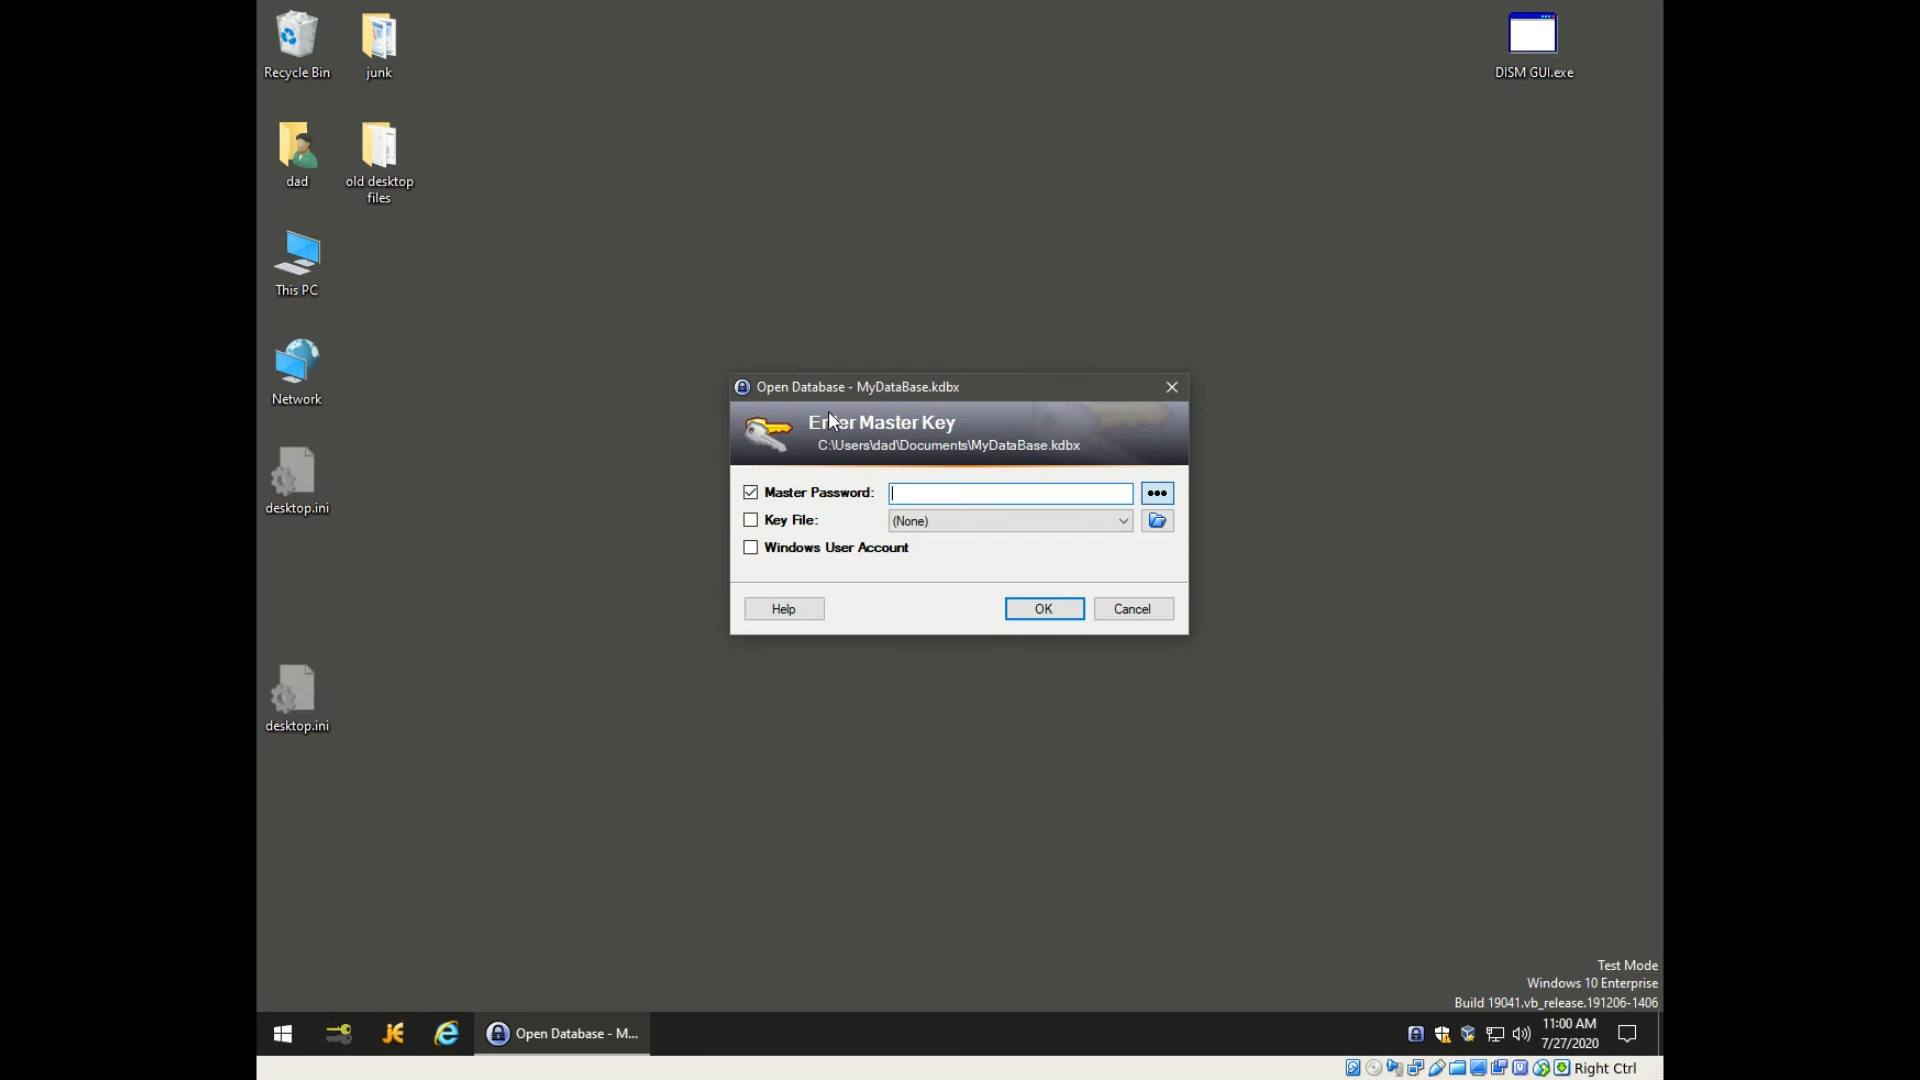 Recycle Bin
junk
DISM GUI.exe
dad
old desktop
files
This PC
Network
desktop.ini
desktop.ini
Open Database - MyDataBase.kdbx
Enter Master Key
C:\Users\dad\Documents\MyDataBase.kdbx
Master Password:
Key File:
(None)
Windows User Account
Help
OK
Cancel
Test Mode
Windows 10 Enterprise
Build 19041.vb_release.191206-1406
Open Database - M...
11:00 AM
7/27/2020
Right Ctrl